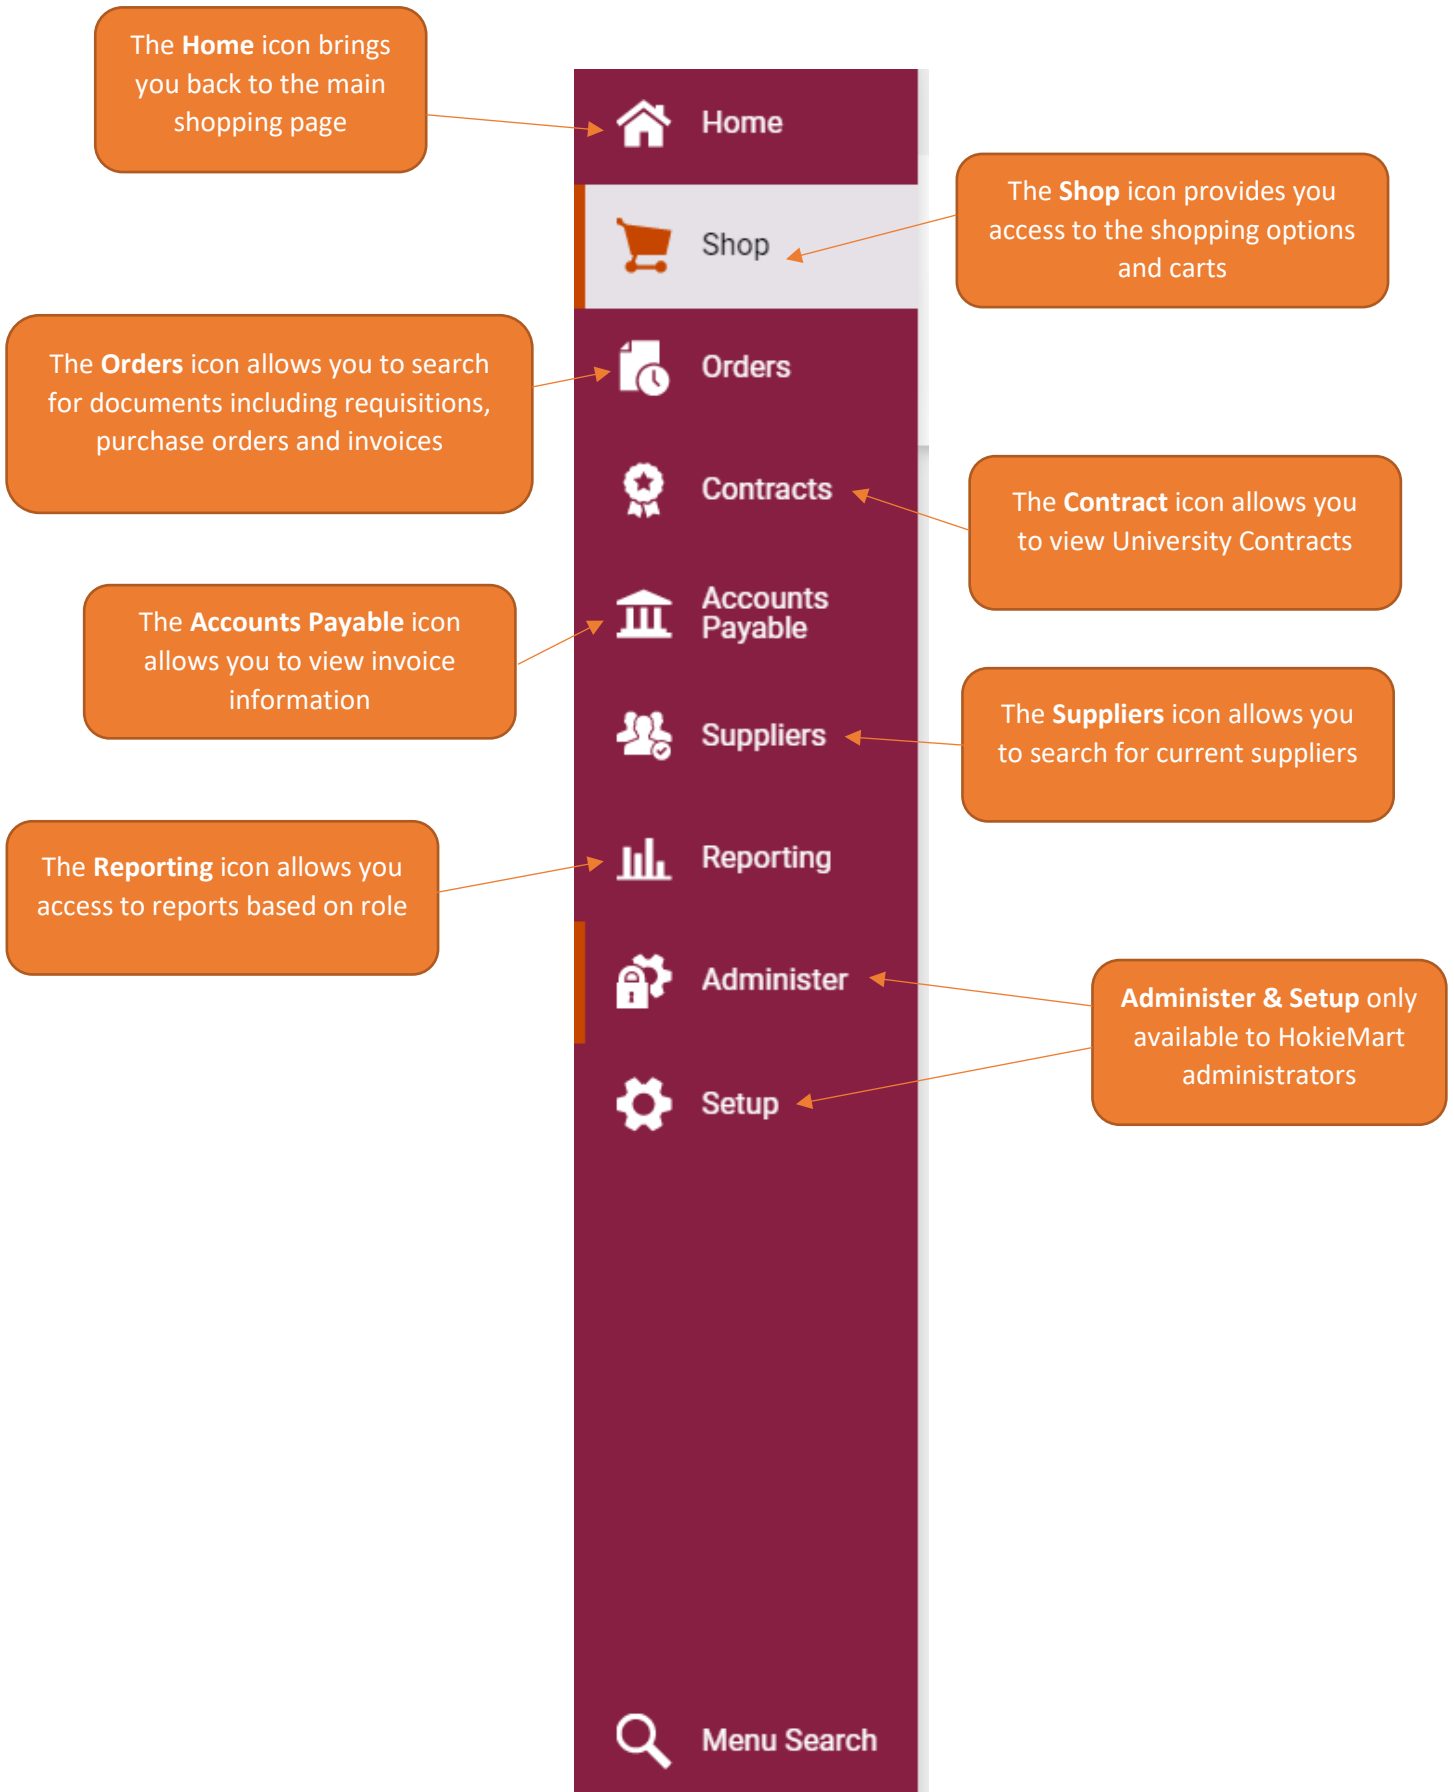 The Home icon brings
you back to the main
shopping page
Home
The Shop icon provides you
access to the shopping options
and carts
Shop
The Orders icon allows you to search
for documents including requisitions,
purchase orders and invoices
Orders
Contracts
The Contract icon allows you
to view University Contracts
The Accounts Payable icon
allows you to view invoice
information
Accounts
Payable
The Suppliers icon allows you
to search for current suppliers
Suppliers
The Reporting icon allows you
access to reports based on role
Reporting
Administer
Administer & Setup only
available to HokieMart
administrators
Setup
Menu Search